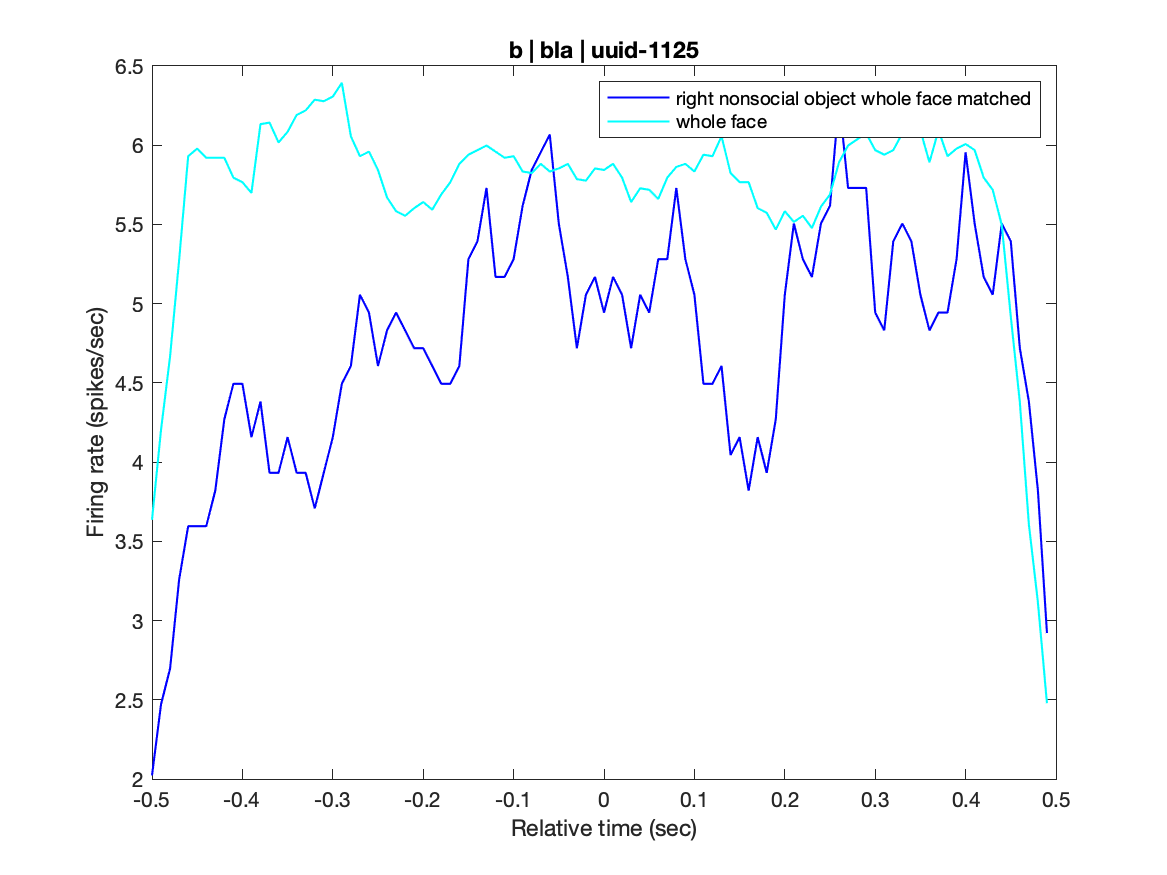 b | bla | uuid-1125
right nonsocial object whole face matched
whole face
Firing rate (spikes/sec)
6.5
6
5.5
5
4.5
4
3.5
3
2.5
2
-0.5 -0.4 -0.3 -0.2 -0.1 0 0.1 0.2 0.3 0.4 0.5
Relative time (sec)